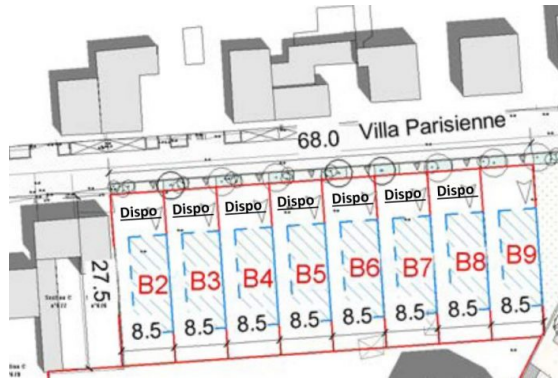 68.0 Villa Parisienne
Dispo Dispo Dispo Dispo Dispo Dispo Dispo
B2 B3 B4 B5 B6 B7 B8 B9
27.5
8.5 8.5 8.5 8.5 8.5 8.5 8.5 8.5